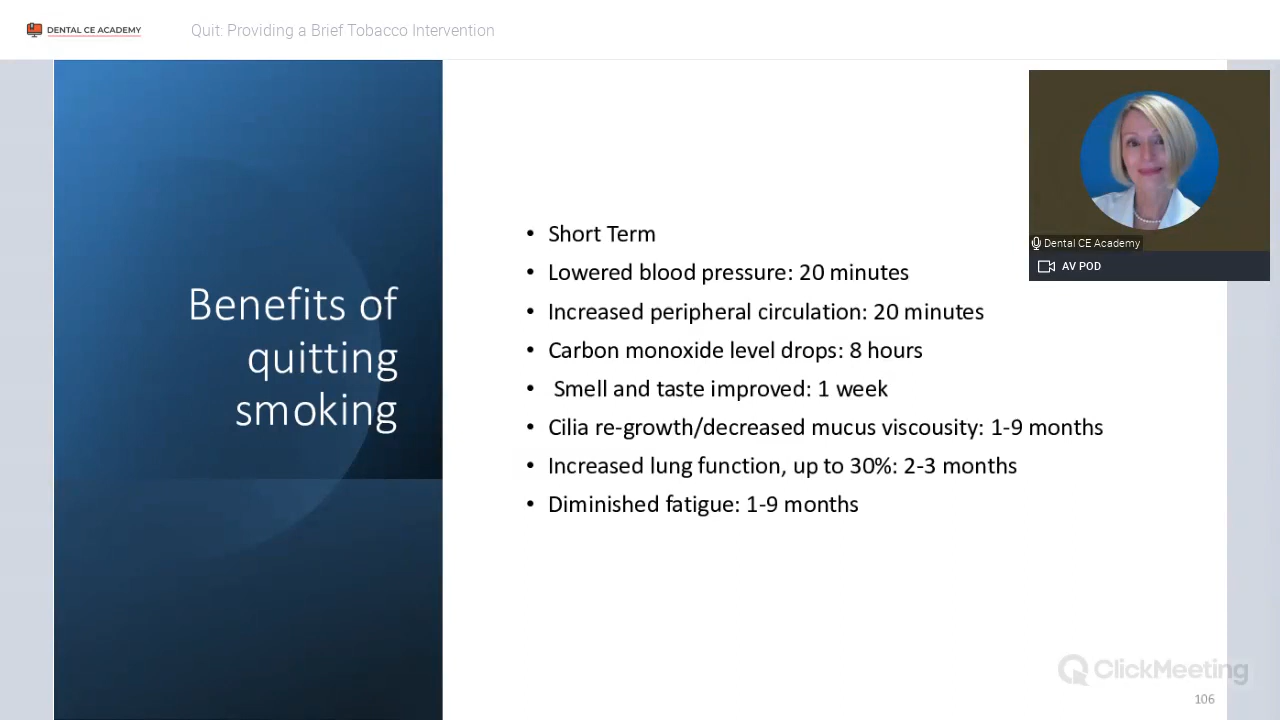 DENTAL CE ACADEMY
Quit: Providing a Brief Tobacco Intervention
Benefits of
quitting
smoking
• Short Term
• Lowered blood pressure: 20 minutes
• Increased peripheral circulation: 20 minutes
• Carbon monoxide level drops: 8 hours
• Smell and taste improved: 1 week
• Cilia re-growth/decreased mucus viscousity: 1-9 months
• Increased lung function, up to 30%: 2-3 months
• Diminished fatigue: 1-9 months
Dental CE Academy
AV POD
ClickMeeting
106